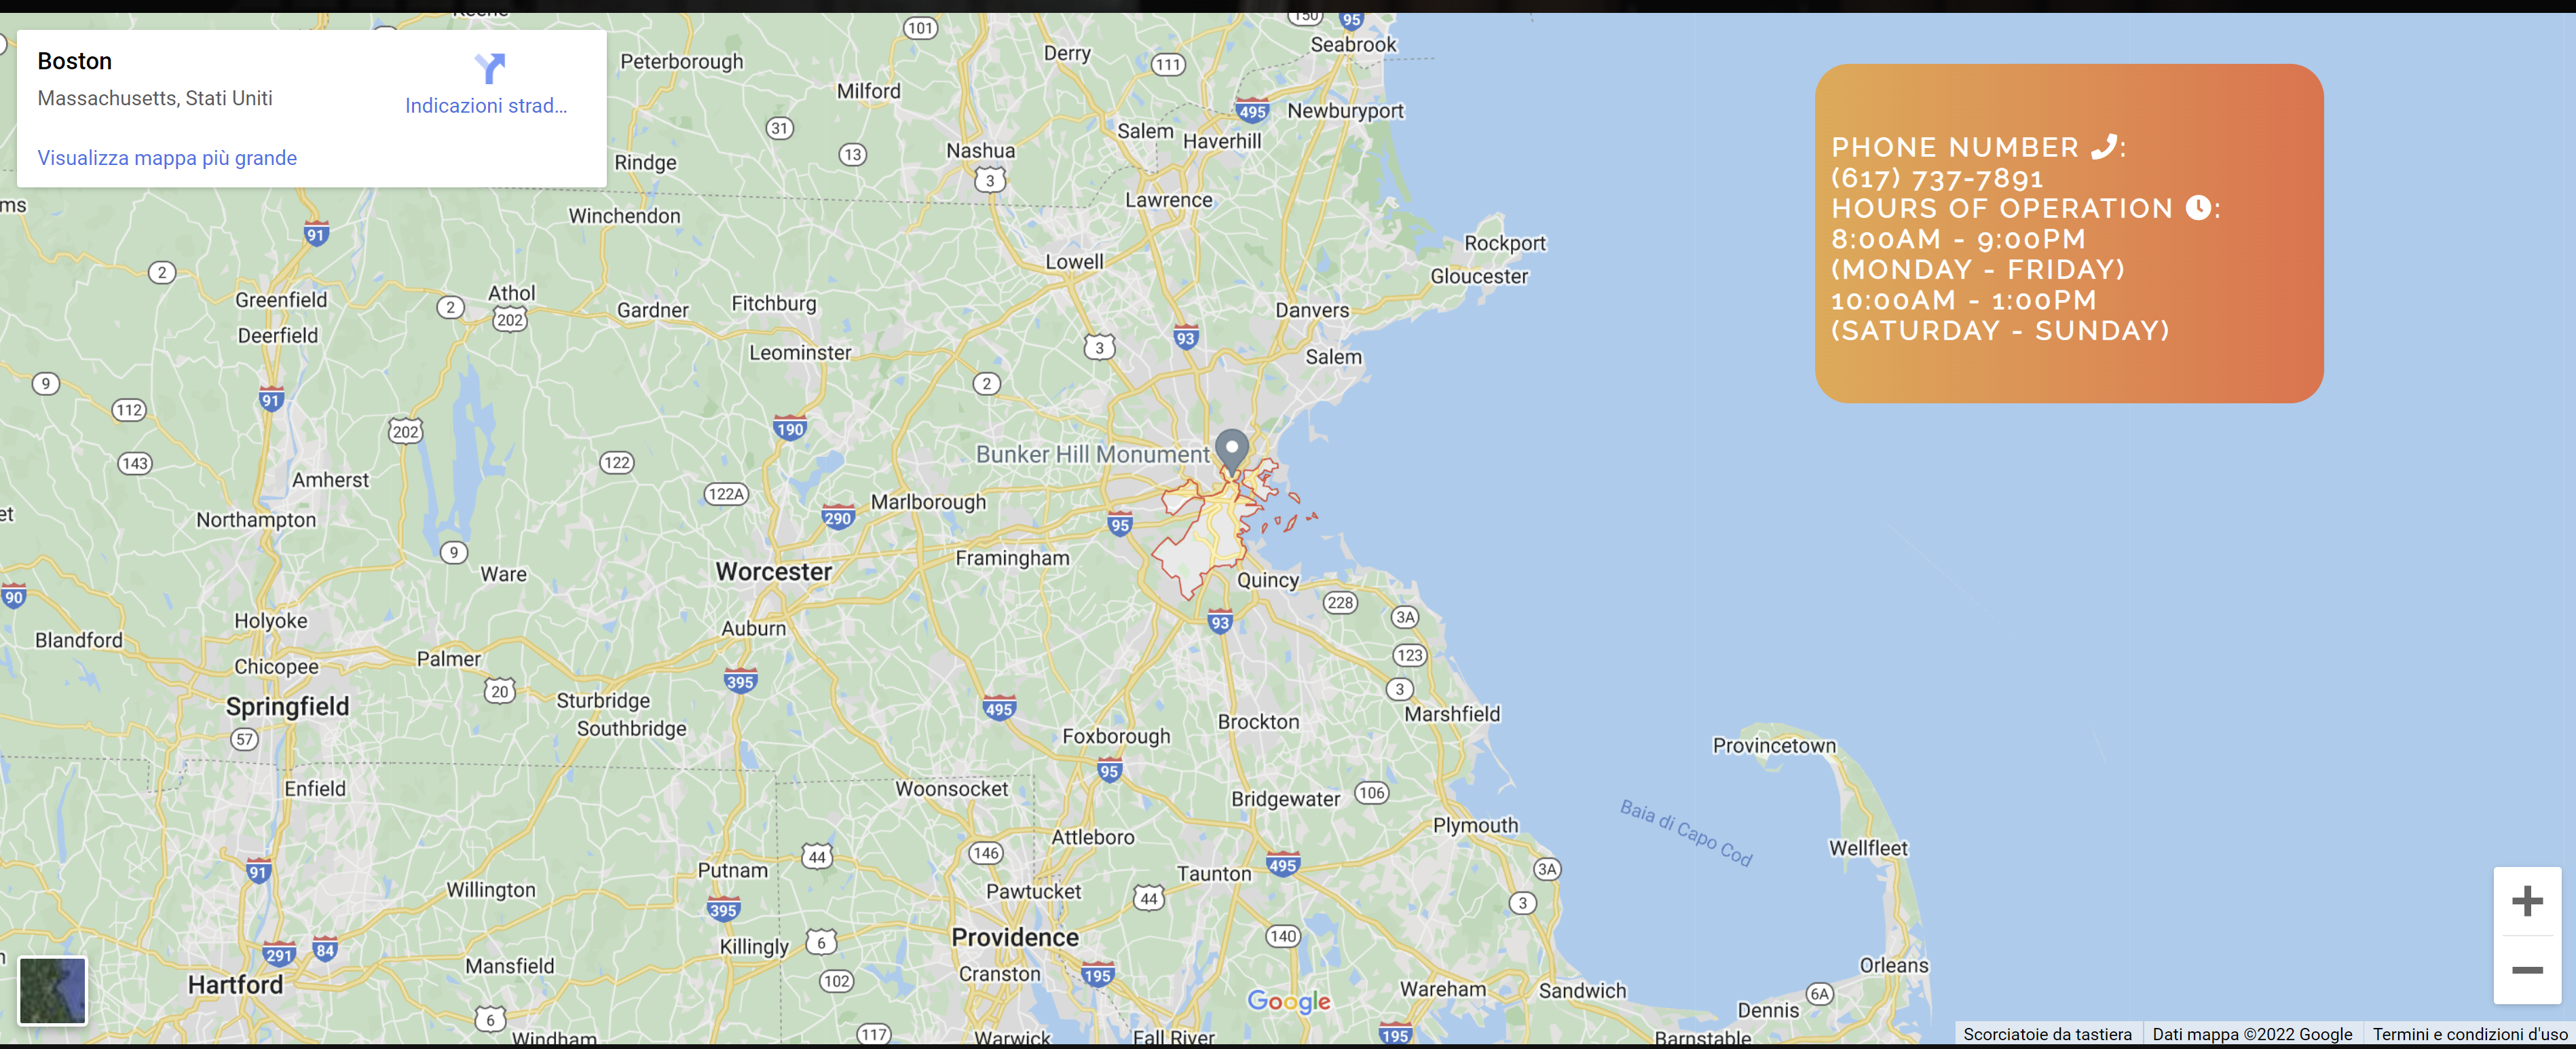 Boston
Massachusetts, Stati Uniti
Indicazioni strad...
Visualizza mappa più grande
PHONE NUMBER :
(617) 737-7891
HOURS OF OPERATION :
8:00AM - 9:00PM
(MONDAY - FRIDAY)
10:00AM - 1:00PM
(SATURDAY - SUNDAY)
101
150
95
Seabrook
Derry
111
Peterborough
Milford
495
Newburyport
31
Salem
Haverhill
13
Nashua
Rindge
3
Lawrence
Winchendon
91
Rockport
Lowell
Gloucester
2
Athol
Greenfield
2
202
Gardner
Fitchburg
Danvers
Deerfield
93
3
Leominster
Salem
9
2
91
112
190
202
Bunker Hill Monument
143
122
Amherst
122A
Marlborough
290
95
Northampton
9
Framingham
Ware
Worcester
Quincy
90
228
3A
Holyoke
93
Auburn
Blandford
123
Palmer
Chicopee
395
20
3
Sturbridge
Springfield
495
Marshfield
Brockton
Southbridge
57
Foxborough
Provincetown
95
Enfield
Woonsocket
106
Bridgewater
Plymouth
Baia di Capo Cod
Attleboro
Wellfleet
146
44
91
Putnam
495
3A
Taunton
Willington
Pawtucket
44
395
3
Providence
140
6
Killingly
291
84
Mansfield
Orleans
Cranston
195
102
Hartford
Wareham
Sandwich
6A
Google
Dennis
6
117
195
Windham
Warwick
Fall River
Barnstable
Scorciatoie da tastiera
Dati mappa ©2022 Google
Termini e condizioni d'uso